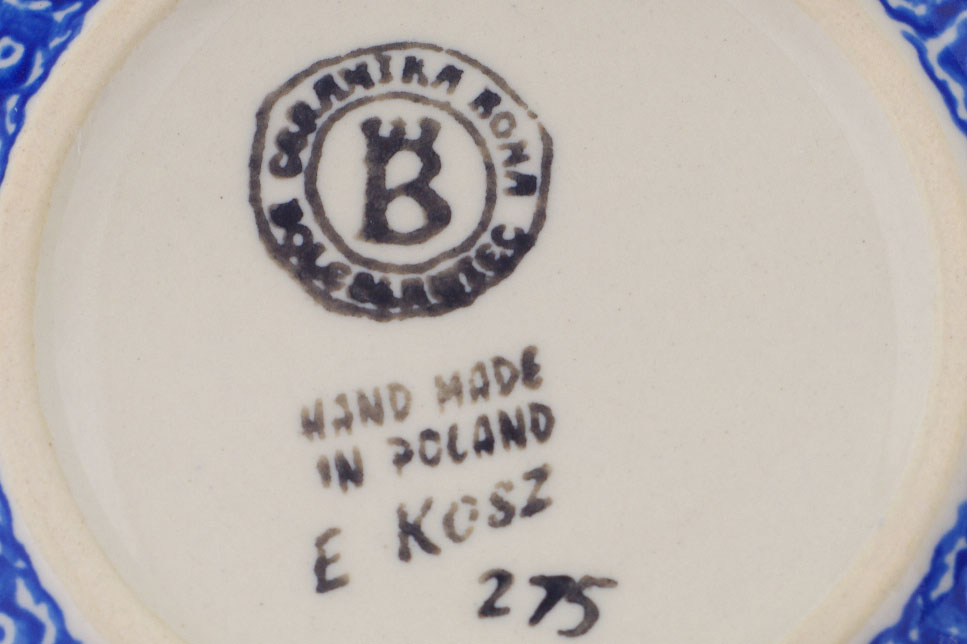 CERAMIKA BONA
BOLESLAWIEC
B
HAND MADE
IN POLAND
E KOSZ
275